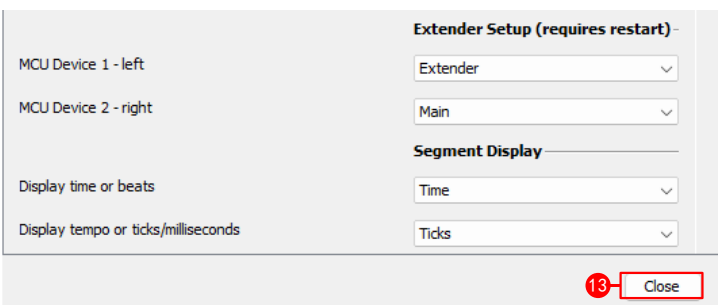 Extender Setup (requires restart)
MCU Device 1 - left Extender
MCU Device 2 - right Main
Segment Display
Display time or beats Time
Display tempo or ticks/milliseconds Ticks
13 Close